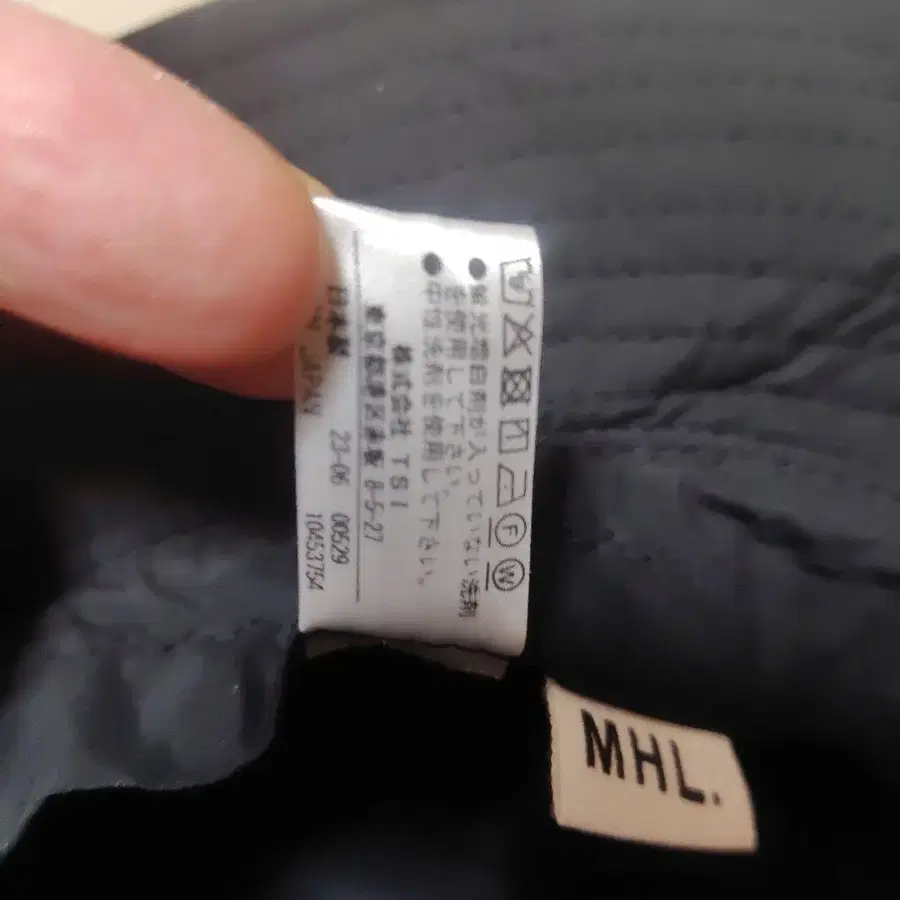 ●蛍光増白剤が入っていない洗剤
を使用して下さい。
●中性洗剤を使用して下さい。
株式会社 TSI
東京都港区赤坂 8-5-27
日本製 23-06 00529
JAPAN 10453754
MHL.